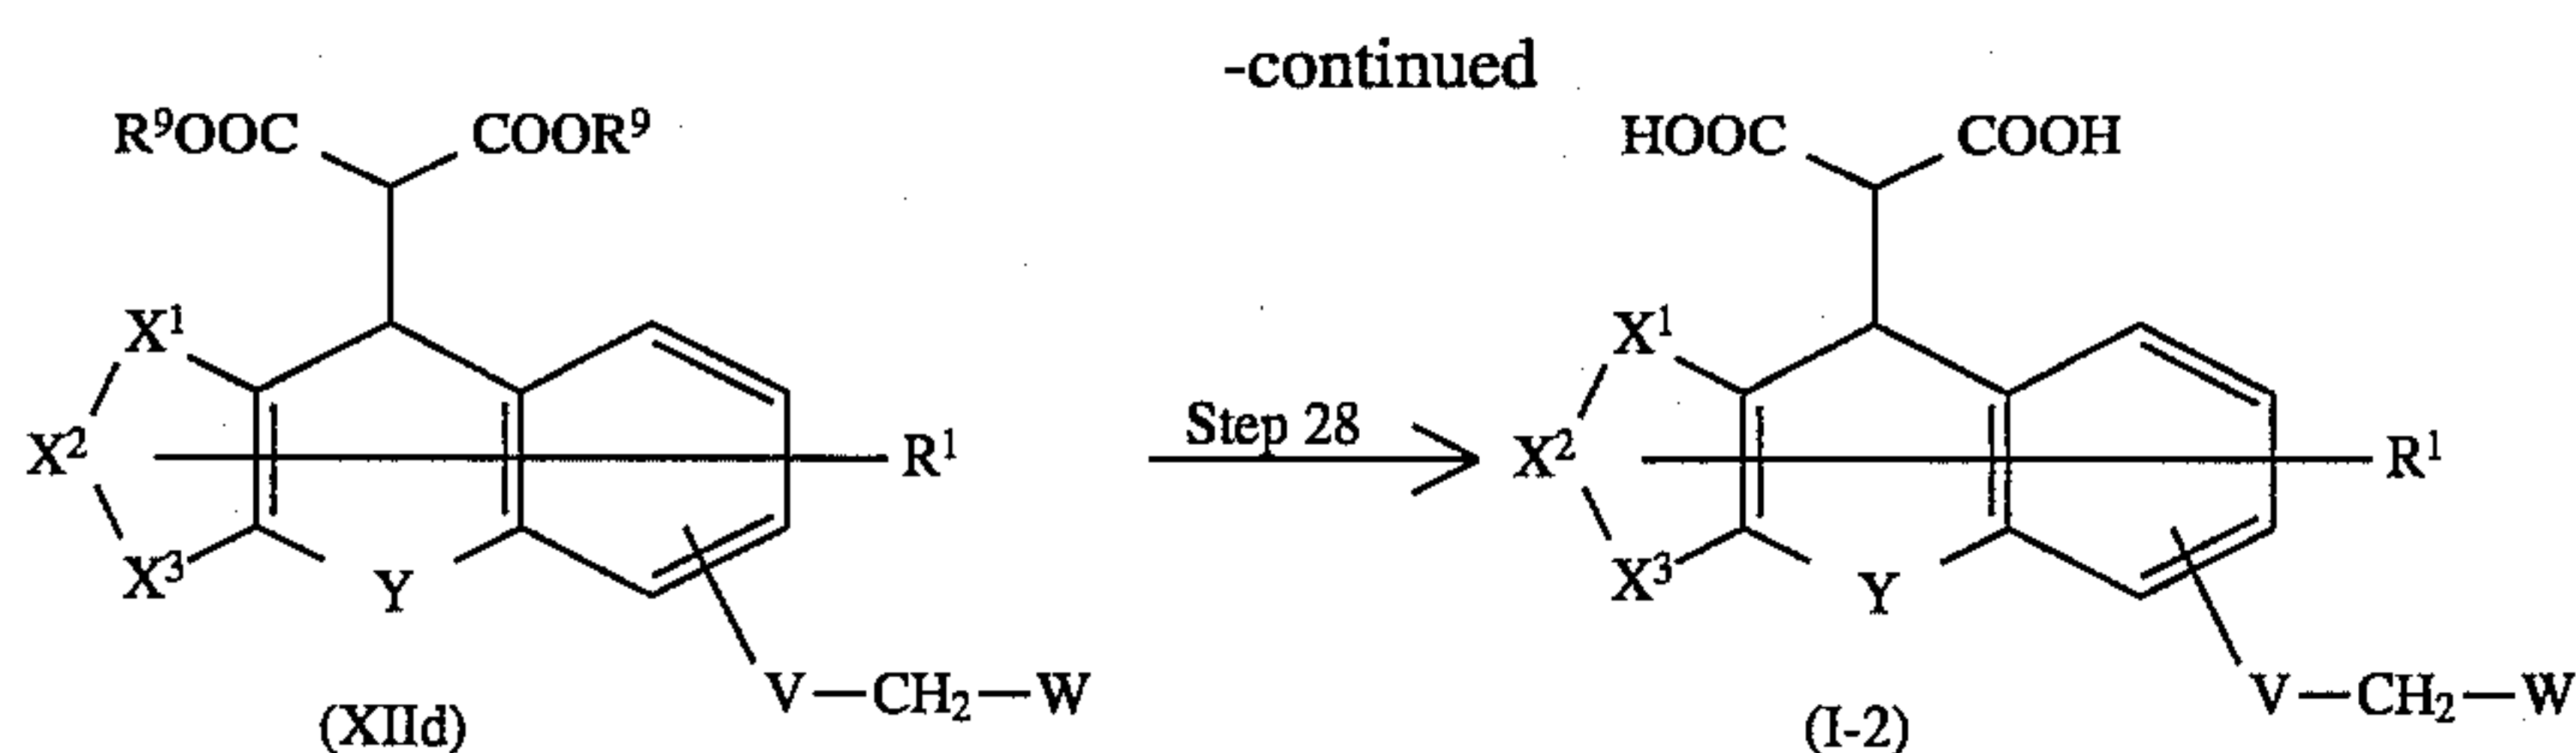 -continued
R⁹OOC COOR⁹ HOOC COOH
X¹ X¹
X² R¹ Step 28 X² R¹
X³ Y X³ Y
V—CH₂—W V—CH₂—W
(XIId) (I-2)